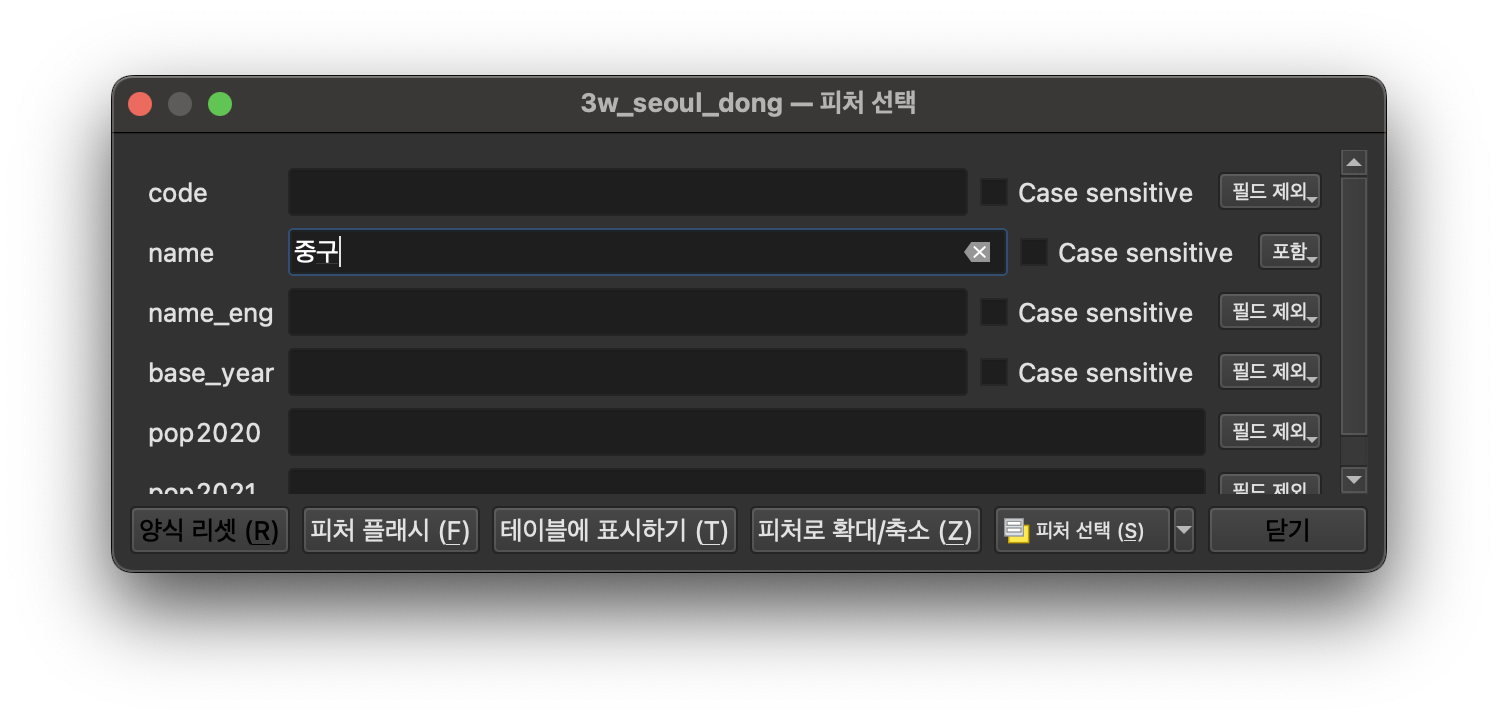 3w_seoul_dong — 피처 선택
code Case sensitive 필드 제외
name 중구 Case sensitive 포함
name_eng Case sensitive 필드 제외
base_year Case sensitive 필드 제외
pop2020 필드 제외
pop2021 필드 제외
양식 리셋 (R) 피처 플래시 (F) 테이블에 표시하기 (T) 피처로 확대/축소 (Z) 피처 선택 (S) 닫기